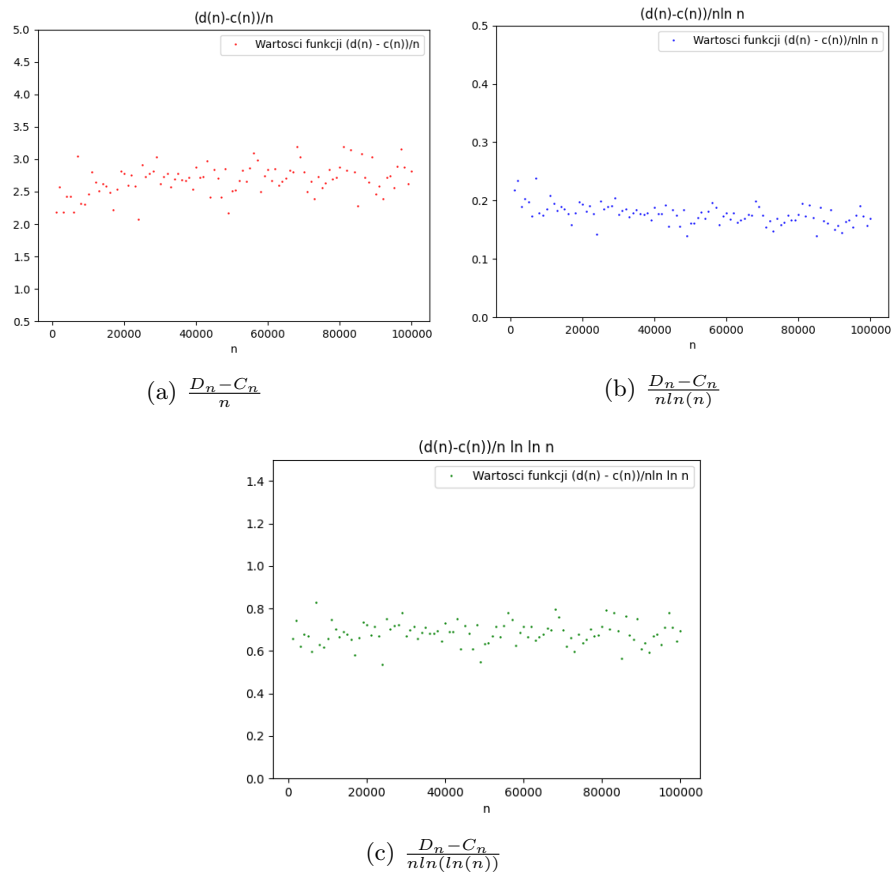 (d(n)-c(n))/n
Wartosci funkcji (d(n) - c(n))/n
5.0
4.5
4.0
3.5
3.0
2.5
2.0
1.5
1.0
0.5
0 20000 40000 60000 80000 100000
n
(a) \frac{D_n-C_n}{n}
(d(n)-c(n))/nln n
Wartosci funkcji (d(n) - c(n))/nln n
0.5
0.4
0.3
0.2
0.1
0.0
0 20000 40000 60000 80000 100000
n
(b) \frac{D_n-C_n}{nln(n)}
(d(n)-c(n))/n ln ln n
Wartosci funkcji (d(n) - c(n))/nln ln n
1.4
1.2
1.0
0.8
0.6
0.4
0.2
0.0
0 20000 40000 60000 80000 100000
n
(c) \frac{D_n-C_n}{nln(ln(n))}